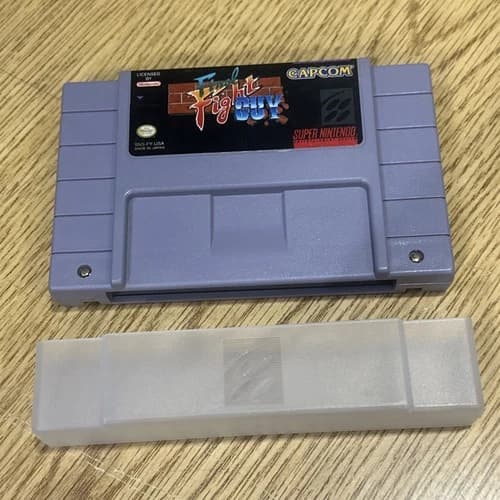 LICENSED
BY
Nintendo
Final
Fight
GUY
CAPCOM
SNS-FY-USA
MADE IN JAPAN
SUPER NINTENDO